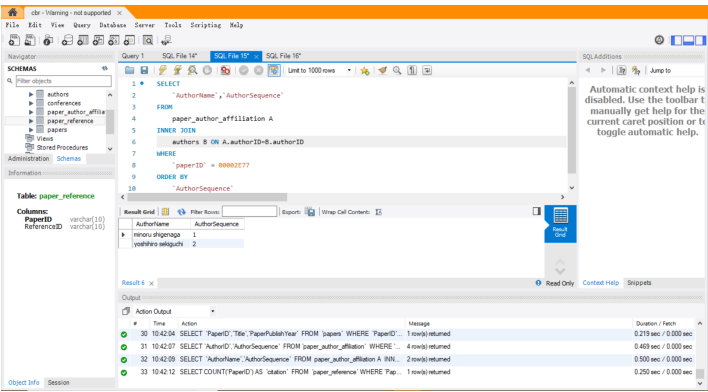 cbr - Warning - not supported ×
File Edit View Query Database Server Tools Scripting Help
Navigator
Query 1 SQL File 14* SQL File 15* × SQL File 16*
SQLAdditions
SCHEMAS
Limit to 1000 rows
Jump to
Filter objects
authors
conferences
paper_author_affiliat
paper_reference
papers
Views
Stored Procedures
Administration Schemas
Information
Table: paper_reference
Columns:
PaperID varchar(10)
ReferenceID varchar(10)
1 SELECT
2 `AuthorName`,`AuthorSequence`
3 FROM
4 paper_author_affiliation A
5 INNER JOIN
6 authors B ON A.authorID=B.authorID
7 WHERE
8 `paperID` = 00002E77
9 ORDER BY
10 `AuthorSequence`
Automatic context help is
disabled. Use the toolbar t
manually get help for the
current caret position or to
toggle automatic help.
Result Grid Filter Rows: Export: Wrap Cell Content:
AuthorName AuthorSequence
minoru shigenaga 1
yoshihiro sekiguchi 2
Result
Grid
Result 6 ×
Read Only
Context Help Snippets
Output
Action Output
# Time Action Message Duration / Fetch
30 10:42:04 SELECT `PaperID`,`Title`,`PaperPublishYear` FROM `papers` WHERE `PaperID`... 1 row(s) returned 0.219 sec / 0.000 sec
31 10:42:07 SELECT `AuthorID`,`AuthorSequence` FROM `paper_author_affiliation` WHERE `... 4 row(s) returned 0.469 sec / 0.000 sec
32 10:42:09 SELECT `AuthorName`,`AuthorSequence` FROM paper_author_affiliation A INN... 2 row(s) returned 0.500 sec / 0.000 sec
33 10:42:12 SELECT COUNT(`PaperID`) AS `citation` FROM `paper_reference` WHERE `Pap... 1 row(s) returned 0.250 sec / 0.000 sec
Object Info Session